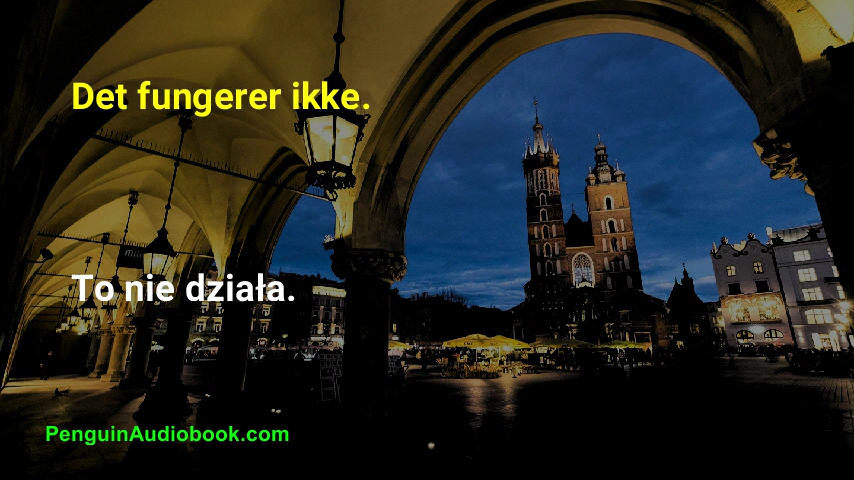 Det fungerer ikke.
To nie działa.
PenguinAudiobook.com